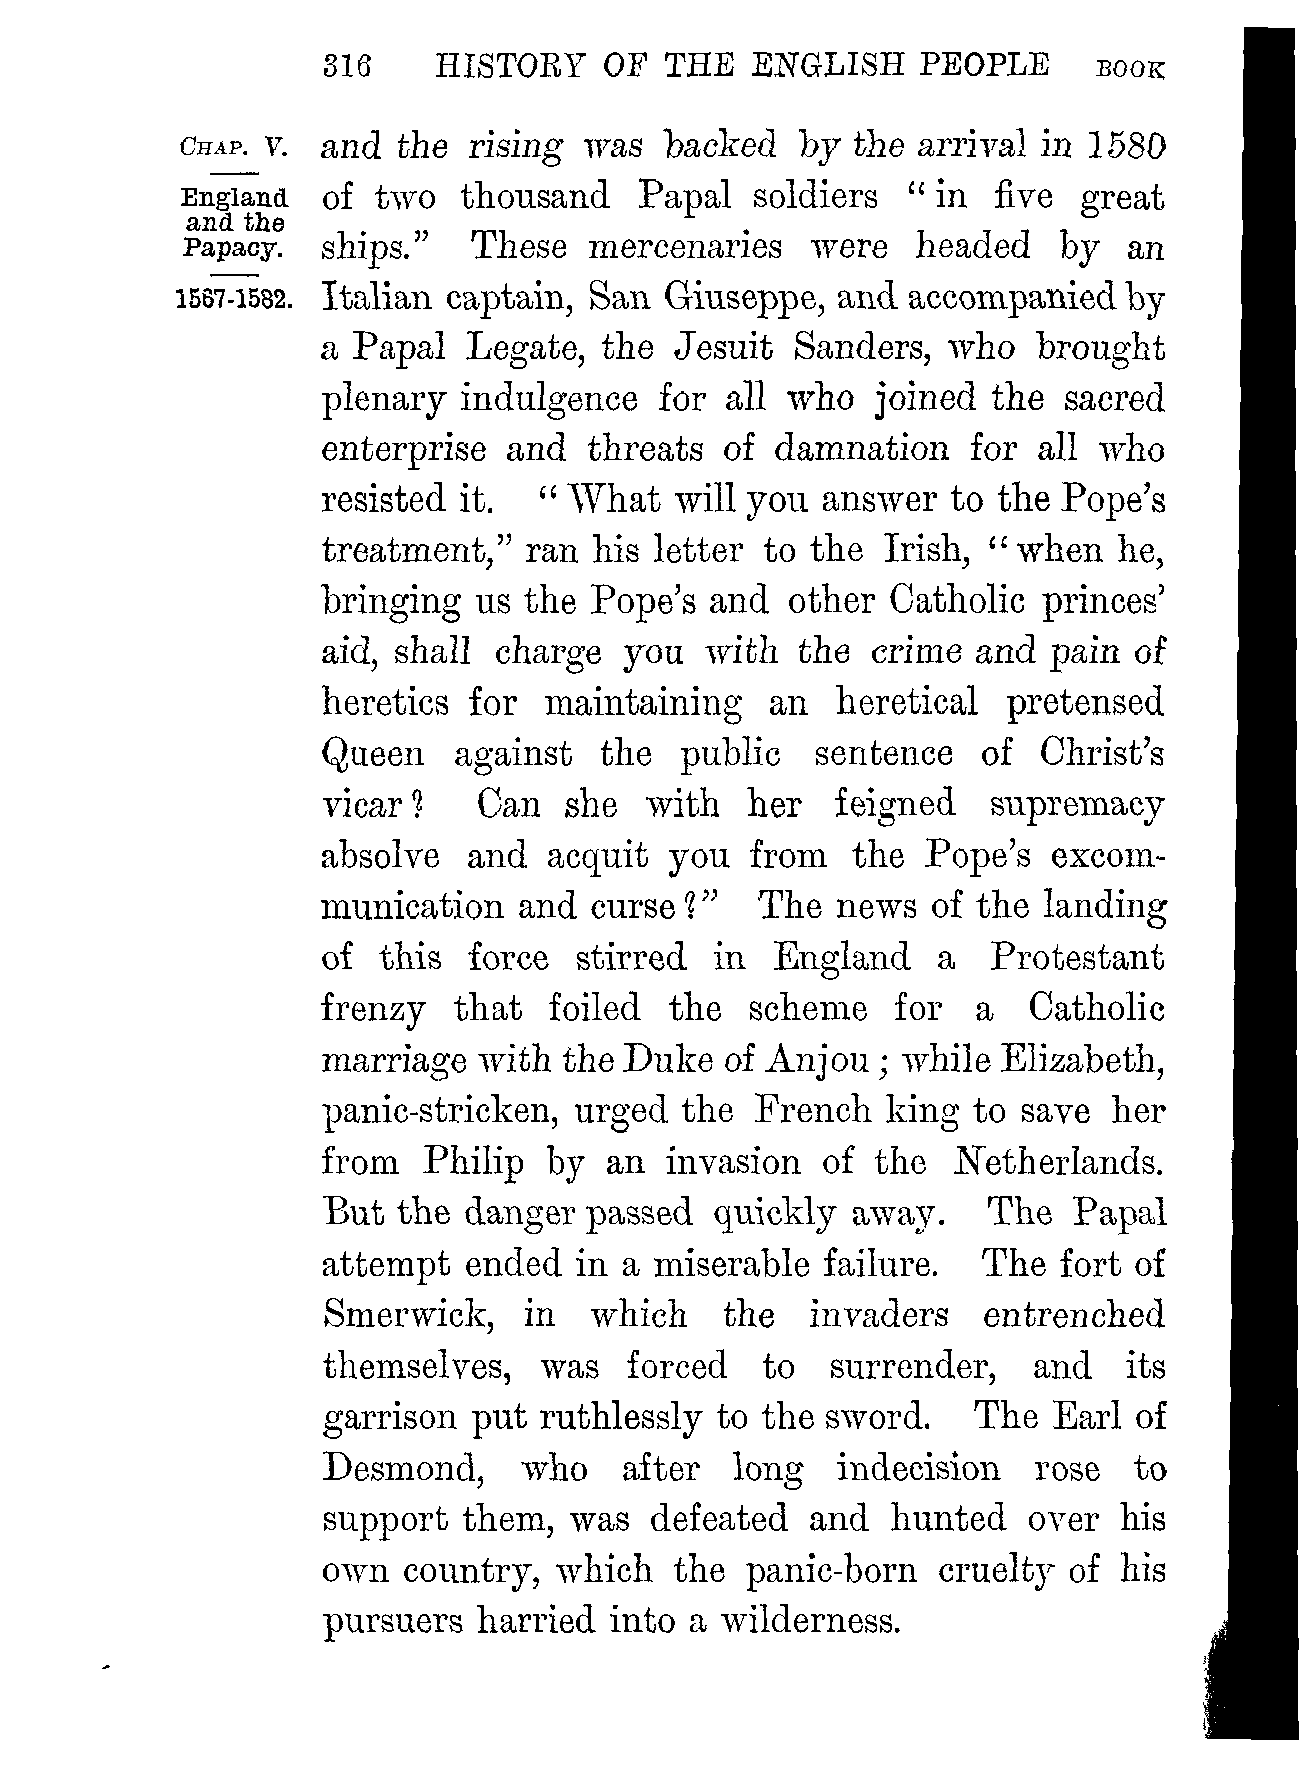 316 HISTORY OF THE ENGLISH PEOPLE BOOK
CHAP. V.
England
and the
Papacy.
1567-1582.
and the rising was backed by the arrival in 1580
of two thousand Papal soldiers “in five great
ships.” These mercenaries were headed by an
Italian captain, San Giuseppe, and accompanied by
a Papal Legate, the Jesuit Sanders, who brought
plenary indulgence for all who joined the sacred
enterprise and threats of damnation for all who
resisted it. “What will you answer to the Pope’s
treatment,” ran his letter to the Irish, “when he,
bringing us the Pope’s and other Catholic princes’
aid, shall charge you with the crime and pain of
heretics for maintaining an heretical pretensed
Queen against the public sentence of Christ’s
vicar? Can she with her feigned supremacy
absolve and acquit you from the Pope’s excom-
munication and curse?” The news of the landing
of this force stirred in England a Protestant
frenzy that foiled the scheme for a Catholic
marriage with the Duke of Anjou; while Elizabeth,
panic-stricken, urged the French king to save her
from Philip by an invasion of the Netherlands.
But the danger passed quickly away. The Papal
attempt ended in a miserable failure. The fort of
Smerwick, in which the invaders entrenched
themselves, was forced to surrender, and its
garrison put ruthlessly to the sword. The Earl of
Desmond, who after long indecision rose to
support them, was defeated and hunted over his
own country, which the panic-born cruelty of his
pursuers harried into a wilderness.